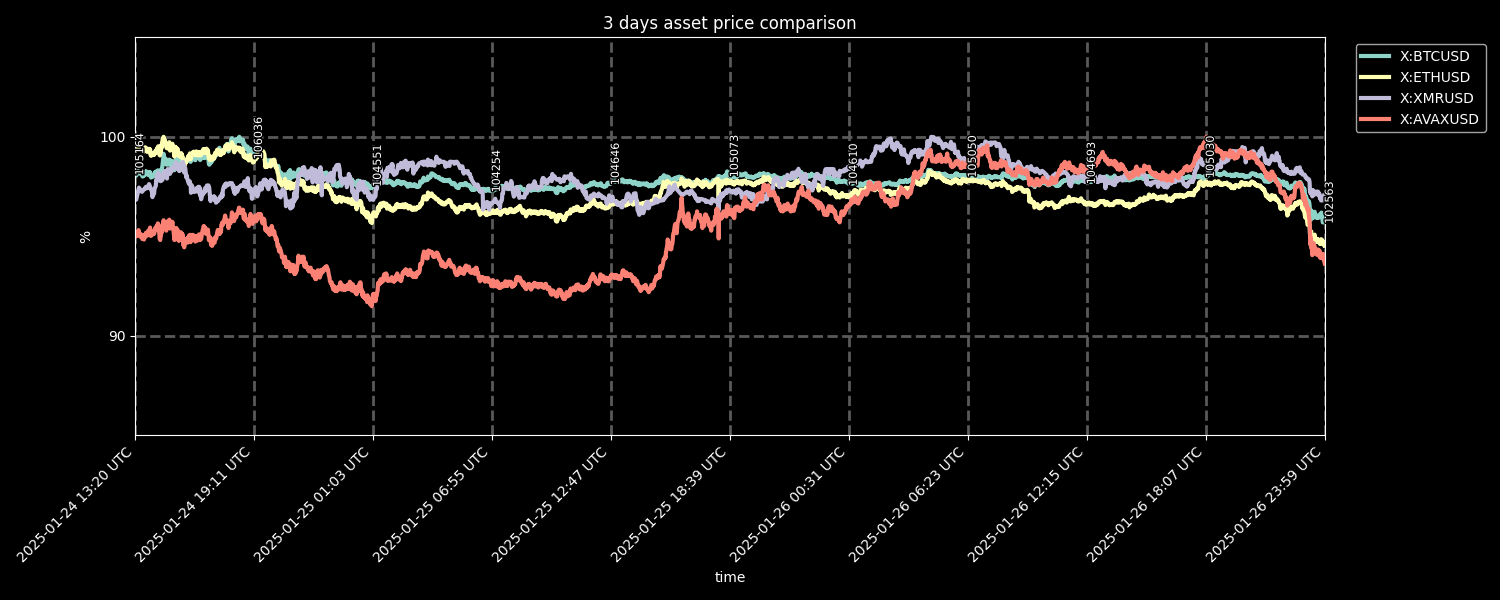 3 days asset price comparison
X:BTCUSD
X:ETHUSD
X:XMRUSD
X:AVAXUSD
%
100
90
106036
104551
104254
104646
105073
104610
105050
104693
105030
102563
2025-01-24 13:20 UTC
2025-01-24 19:11 UTC
2025-01-25 01:03 UTC
2025-01-25 06:55 UTC
2025-01-25 12:47 UTC
2025-01-25 18:39 UTC
2025-01-26 00:31 UTC
2025-01-26 06:23 UTC
2025-01-26 12:15 UTC
2025-01-26 18:07 UTC
2025-01-26 23:59 UTC
time